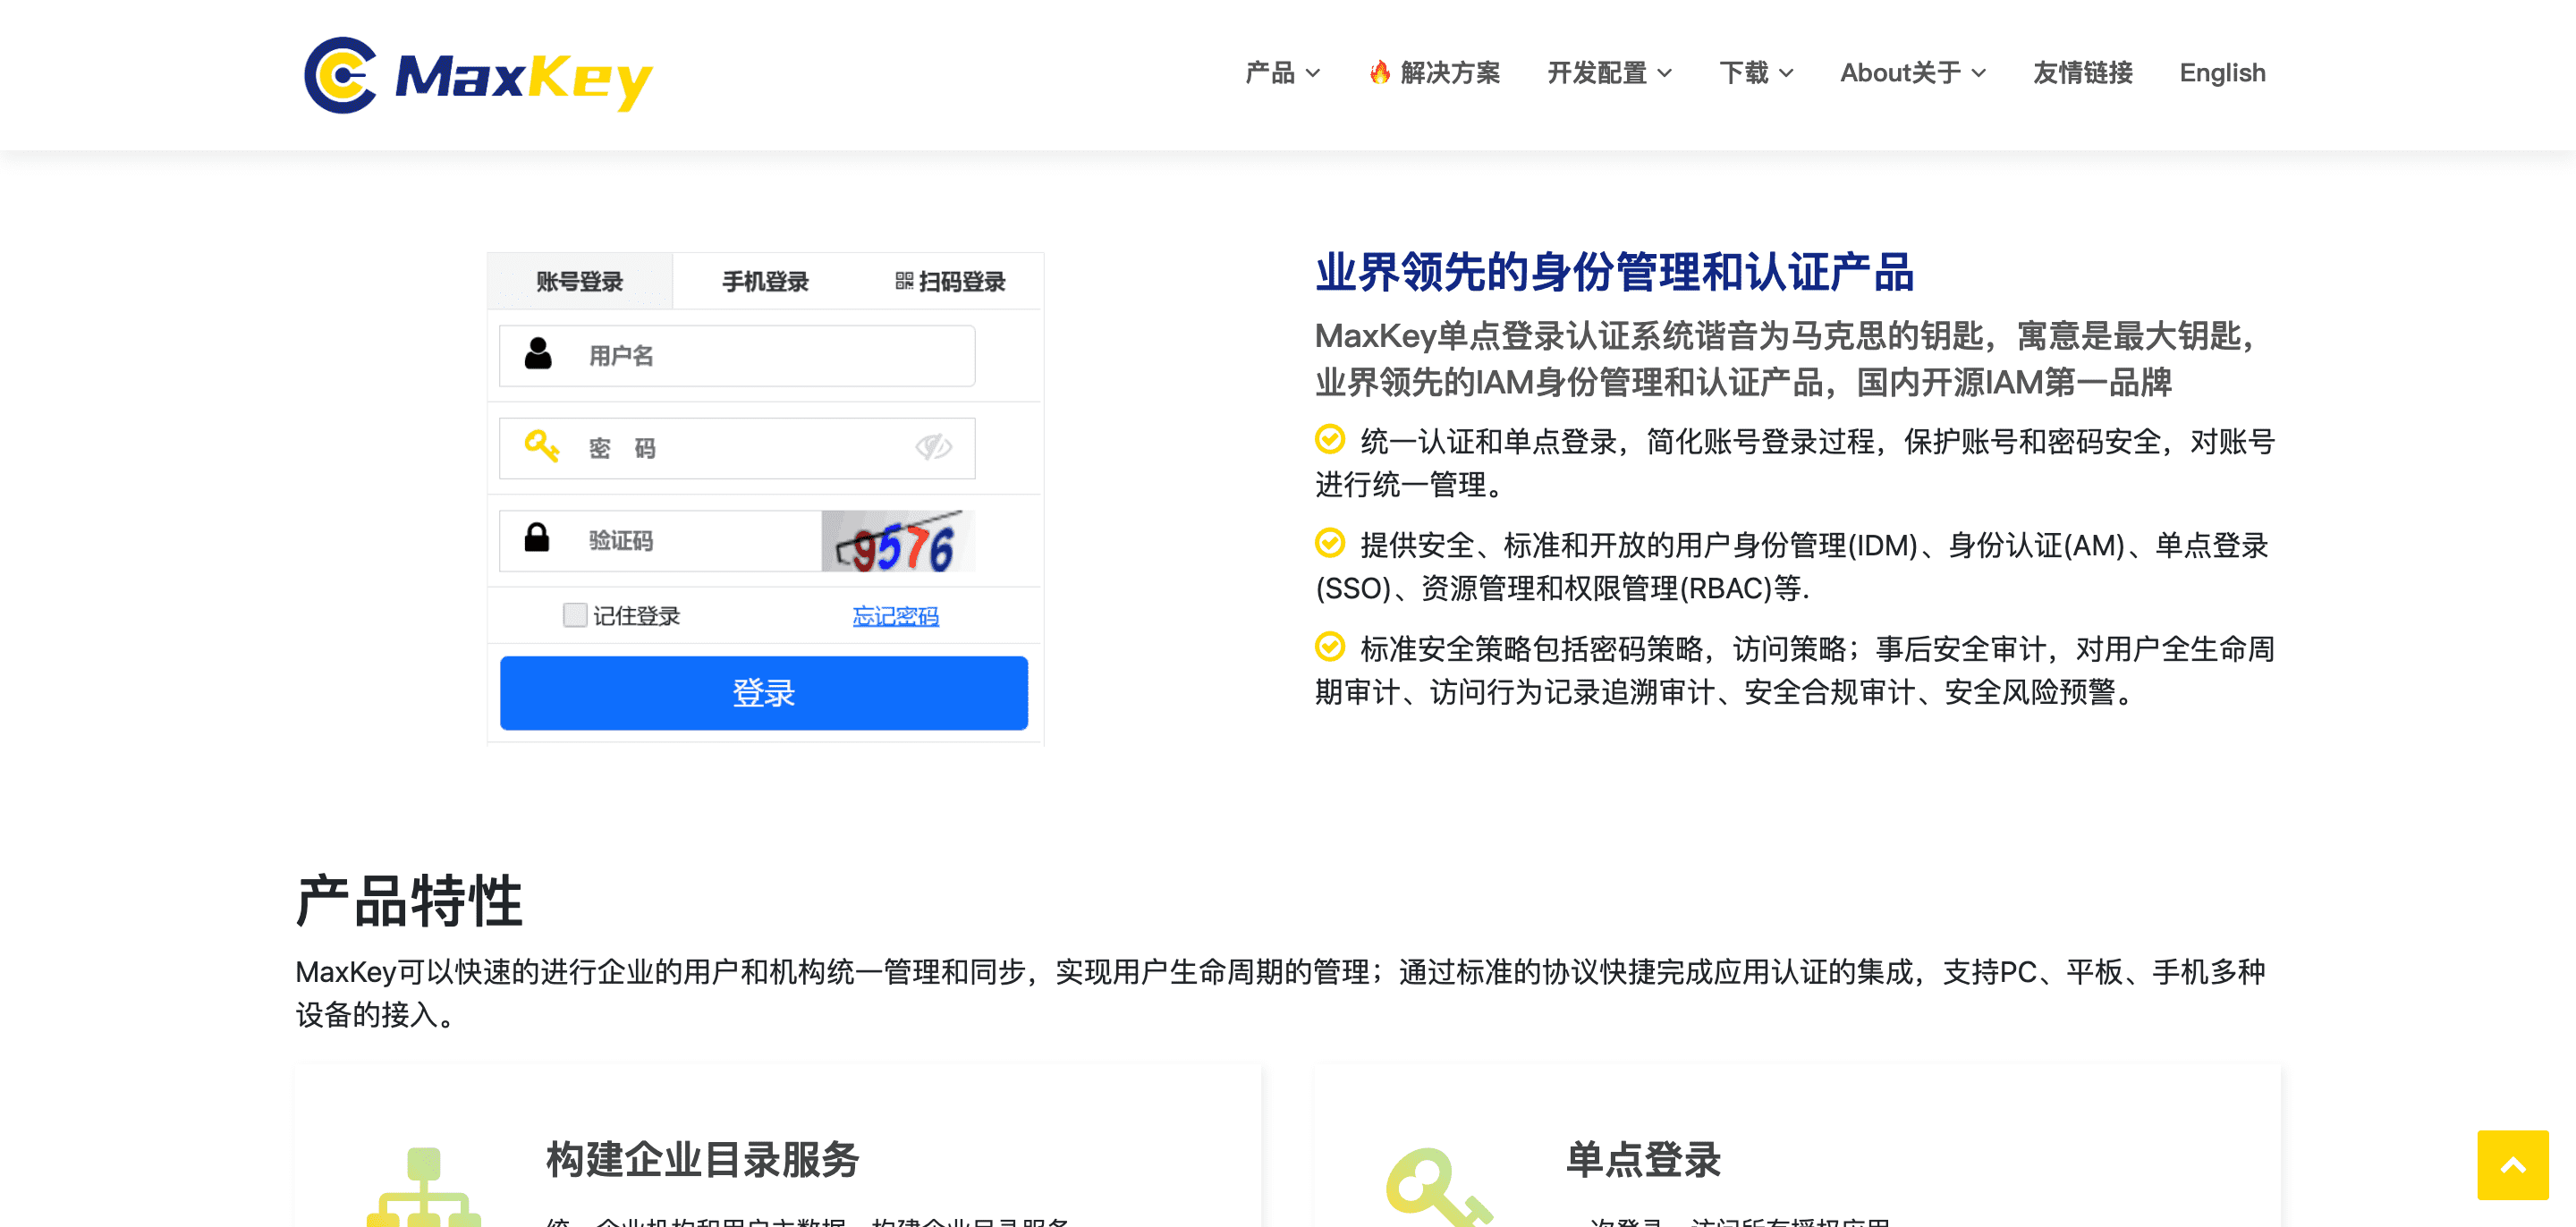 MaxKey
产品
解决方案
开发配置
下载
About关于
友情链接
English
账号登录
手机登录
扫码登录
用户名
密 码
验证码
9576
记住登录
忘记密码
登录
业界领先的身份管理和认证产品
MaxKey单点登录认证系统谐音为马克思的钥匙，寓意是最大钥匙，
业界领先的IAM身份管理和认证产品，国内开源IAM第一品牌
统一认证和单点登录，简化账号登录过程，保护账号和密码安全，对账号
进行统一管理。
提供安全、标准和开放的用户身份管理(IDM)、身份认证(AM)、单点登录
(SSO)、资源管理和权限管理(RBAC)等.
标准安全策略包括密码策略，访问策略；事后安全审计，对用户全生命周
期审计、访问行为记录追溯审计、安全合规审计、安全风险预警。
产品特性
MaxKey可以快速的进行企业的用户和机构统一管理和同步，实现用户生命周期的管理；通过标准的协议快捷完成应用认证的集成，支持PC、平板、手机多种
设备的接入。
构建企业目录服务
单点登录